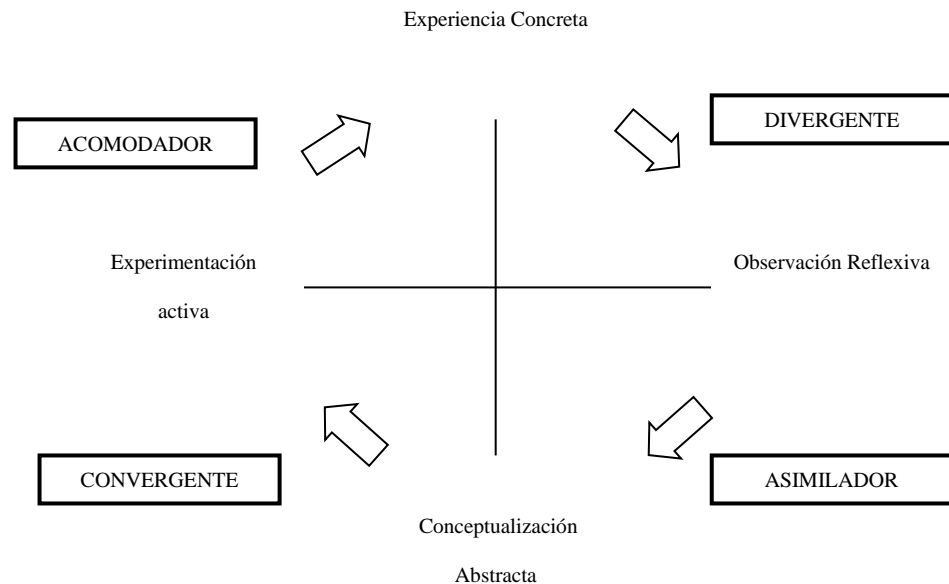 Experiencia Concreta
DIVERGENTE
ACOMODADOR
Experimentación
activa
Observación Reflexiva
CONVERGENTE
ASIMILADOR
Conceptualización
Abstracta